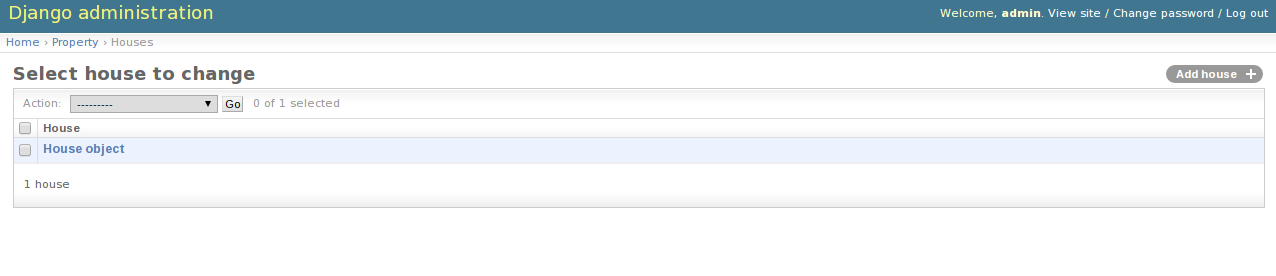 Django administration
Welcome, admin. View site / Change password / Log out
Home › Property › Houses
Select house to change
Add house +
Action: --------- Go 0 of 1 selected
House
House object
1 house